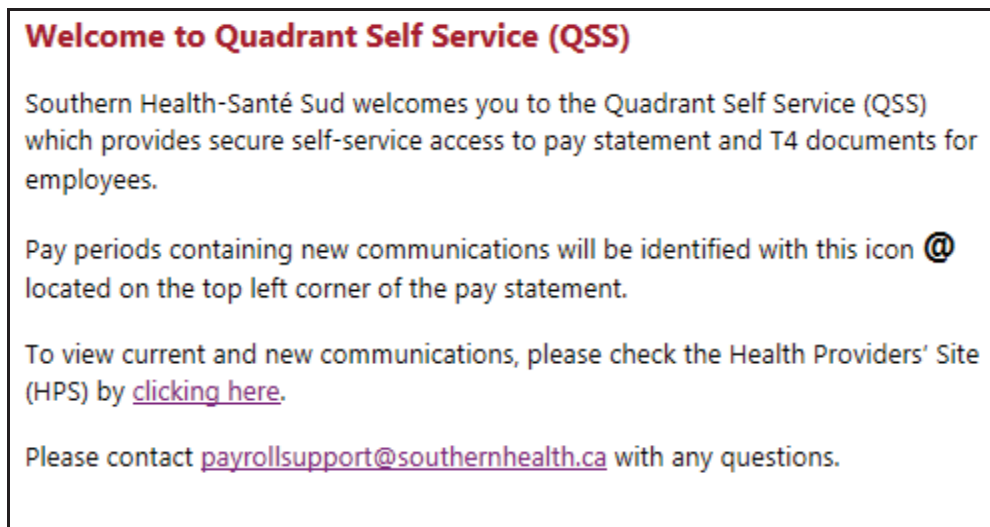 Welcome to Quadrant Self Service (QSS)
Southern Health-Santé Sud welcomes you to the Quadrant Self Service (QSS)
which provides secure self-service access to pay statement and T4 documents for
employees.
Pay periods containing new communications will be identified with this icon @
located on the top left corner of the pay statement.
To view current and new communications, please check the Health Providers' Site
(HPS) by clicking here.
Please contact payrollsupport@southernhealth.ca with any questions.